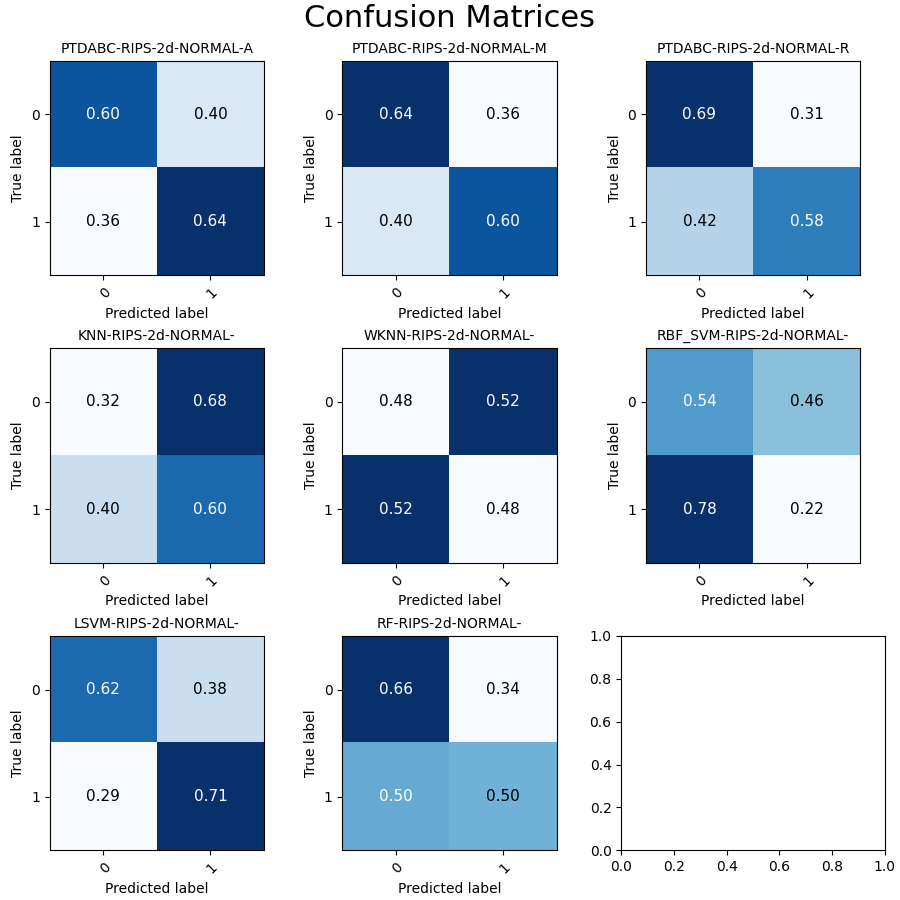 Confusion Matrices
PTDABC-RIPS-2d-NORMAL-A
0
0.60
0.40
1
0.36
0.64
True label
0
1
Predicted label
PTDABC-RIPS-2d-NORMAL-M
0
0.64
0.36
1
0.40
0.60
True label
0
1
Predicted label
PTDABC-RIPS-2d-NORMAL-R
0
0.69
0.31
1
0.42
0.58
True label
0
1
Predicted label
KNN-RIPS-2d-NORMAL-
0
0.32
0.68
1
0.40
0.60
True label
0
1
Predicted label
WKNN-RIPS-2d-NORMAL-
0
0.48
0.52
1
0.52
0.48
True label
0
1
Predicted label
RBF_SVM-RIPS-2d-NORMAL-
0
0.54
0.46
1
0.78
0.22
True label
0
1
Predicted label
LSVM-RIPS-2d-NORMAL-
0
0.62
0.38
1
0.29
0.71
True label
0
1
Predicted label
RF-RIPS-2d-NORMAL-
0
0.66
0.34
1
0.50
0.50
True label
0
1
Predicted label
1.0
0.8
0.6
0.4
0.2
0.0
0.0 0.2 0.4 0.6 0.8 1.0